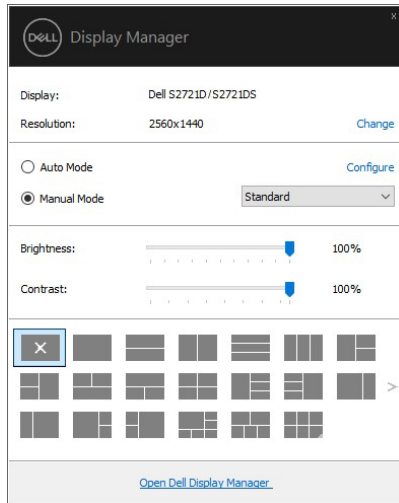 x
DELL Display Manager
Display: Dell S2721D/S2721DS
Resolution: 2560x1440 Change
Auto Mode Configure
Manual Mode Standard
Brightness: 100%
Contrast: 100%
Open Dell Display Manager